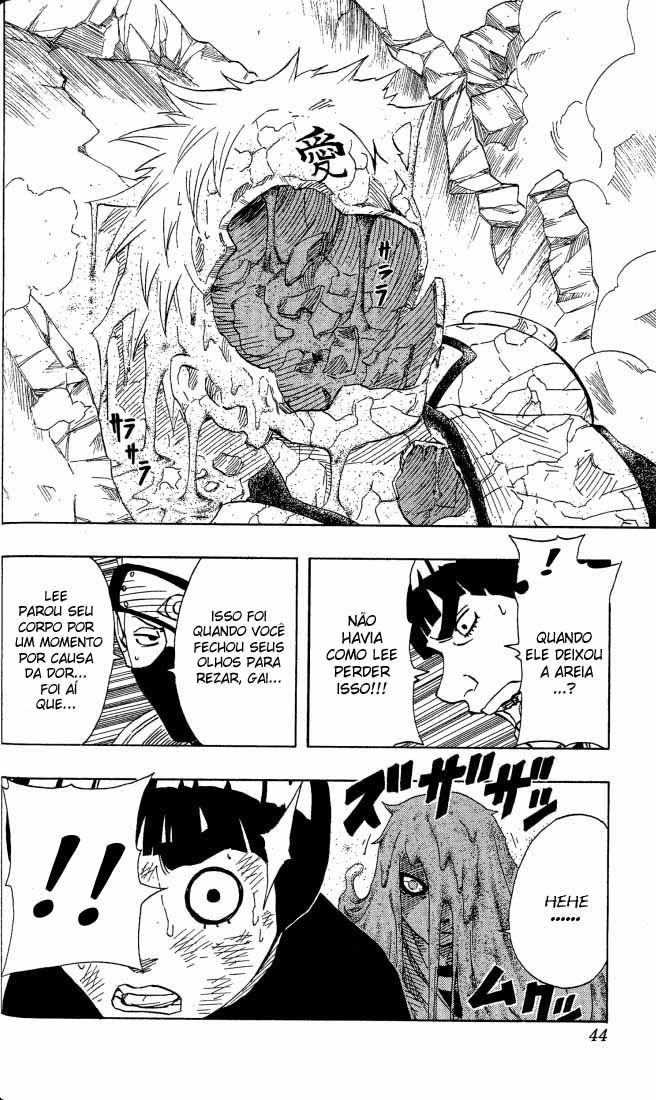 愛
サラ
サラ
サラ
!
QUANDO
ELE DEIXOU
A AREIA
...?
NÃO
HAVIA
COMO LEE
PERDER
ISSO!!!
ISSO FOI
QUANDO VOCÊ
FECHOU SEUS
OLHOS PARA
REZAR, GAI...
LEE
PAROU SEU
CORPO POR
UM MOMENTO
POR CAUSA
DA DOR...
FOI AÍ
QUE...
ズザザッ
HEHE
......
!!
ムクッ
44